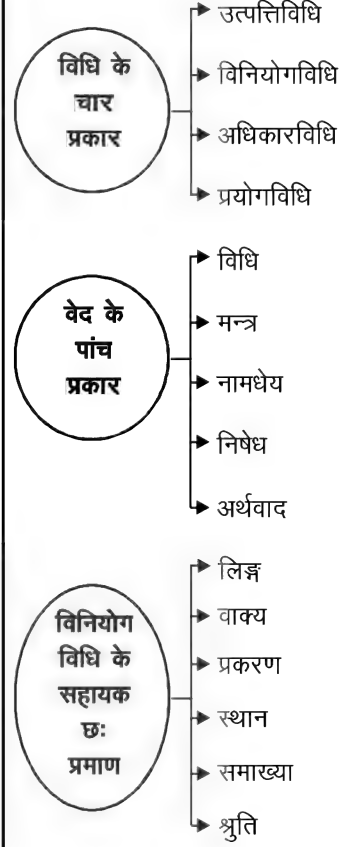 विधि के
चार
प्रकार
उत्पत्तिविधि
विनियोगविधि
अधिकारविधि
प्रयोगविधि
वेद के
पांच
प्रकार
विधि
मन्त्र
नामधेय
निषेध
अर्थवाद
विनियोग
विधि के
सहायक
छः
प्रमाण
लिङ्ग
वाक्य
प्रकरण
स्थान
समाख्या
श्रुति